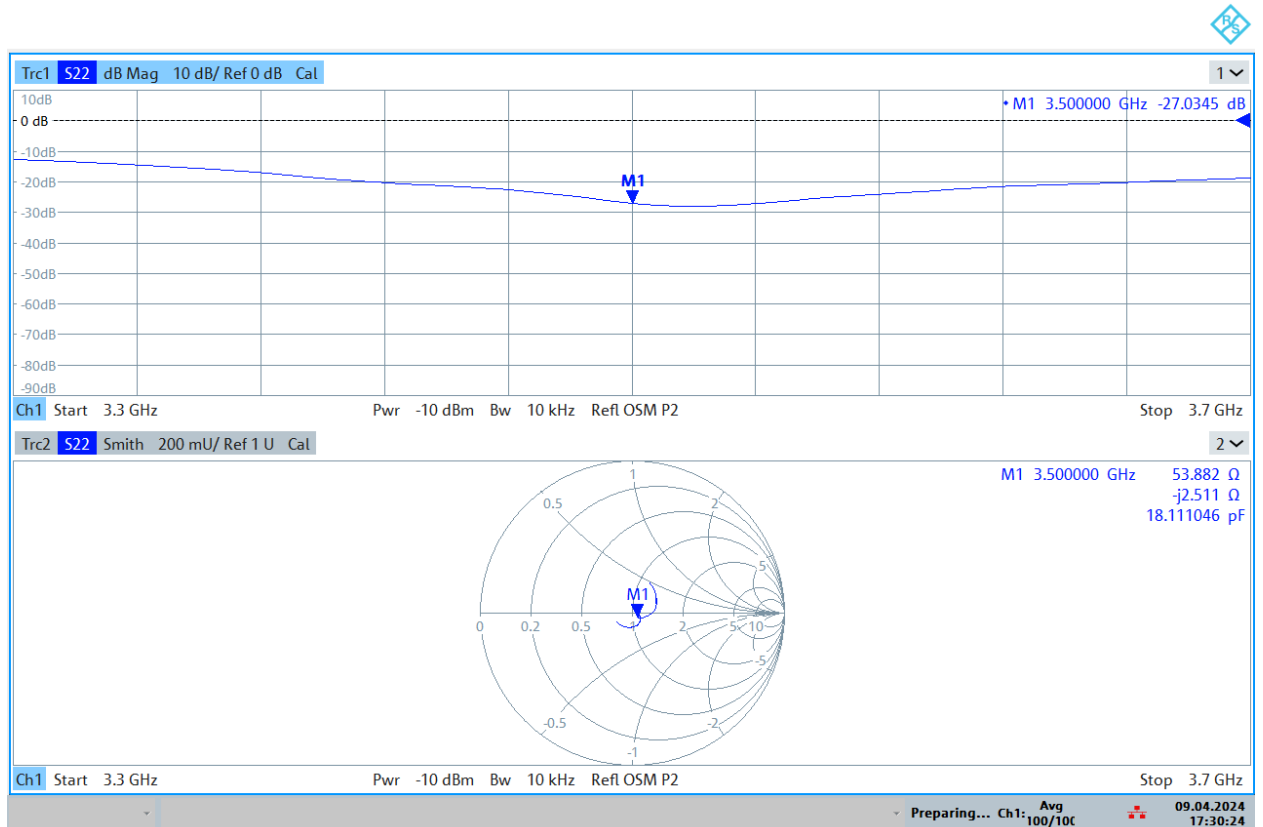 R&S
Trc1 S22 dB Mag 10 dB/ Ref 0 dB Cal 1
10dB
M1 3.500000 GHz -27.0345 dB
0 dB
-10dB
-20dB
M1
-30dB
-40dB
-50dB
-60dB
-70dB
-80dB
-90dB
Ch1 Start 3.3 GHz Pwr -10 dBm Bw 10 kHz Refl OSM P2 Stop 3.7 GHz
Trc2 S22 Smith 200 mU/ Ref 1 U Cal 2
M1 3.500000 GHz 53.882 Ω
-j2.511 Ω
18.111046 pF
1
0.5 2
5
M1
0 0.2 0.5 1 2 5 10
-5
-0.5 -2
-1
Ch1 Start 3.3 GHz Pwr -10 dBm Bw 10 kHz Refl OSM P2 Stop 3.7 GHz
Preparing... Ch1: Avg 09.04.2024
100/100 17:30:24